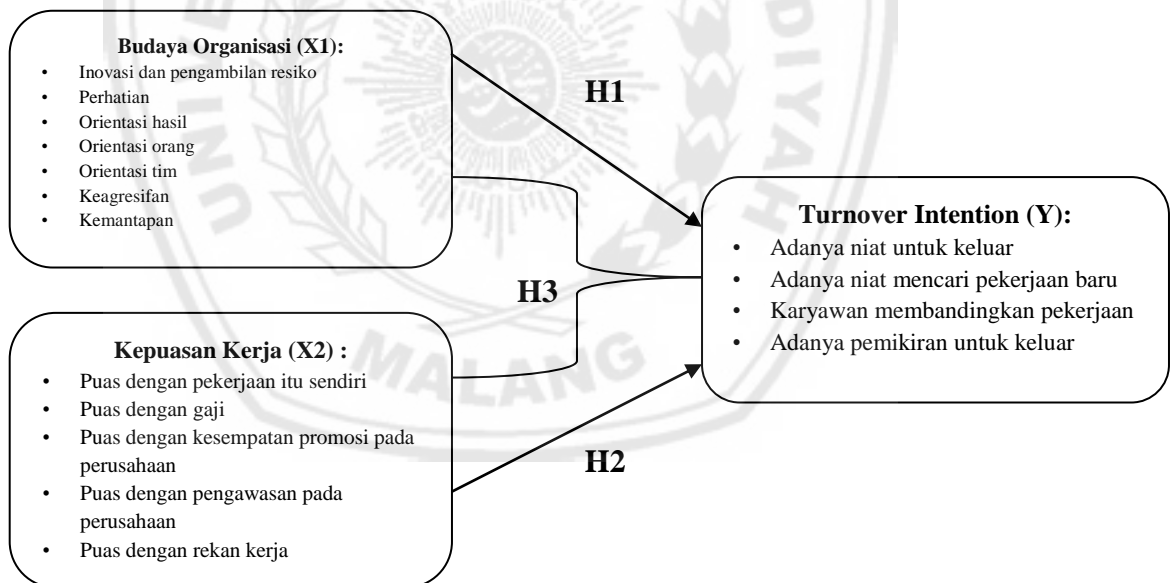 Budaya Organisasi (X1):
• Inovasi dan pengambilan resiko
• Perhatian
• Orientasi hasil
• Orientasi orang
• Orientasi tim
• Keagresifan
• Kemantapan
H1
Turnover Intention (Y):
• Adanya niat untuk keluar
• Adanya niat mencari pekerjaan baru
• Karyawan membandingkan pekerjaan
• Adanya pemikiran untuk keluar
H3
Kepuasan Kerja (X2) :
• Puas dengan pekerjaan itu sendiri
• Puas dengan gaji
• Puas dengan kesempatan promosi pada
perusahaan
• Puas dengan pengawasan pada
perusahaan
• Puas dengan rekan kerja
H2
MALANG